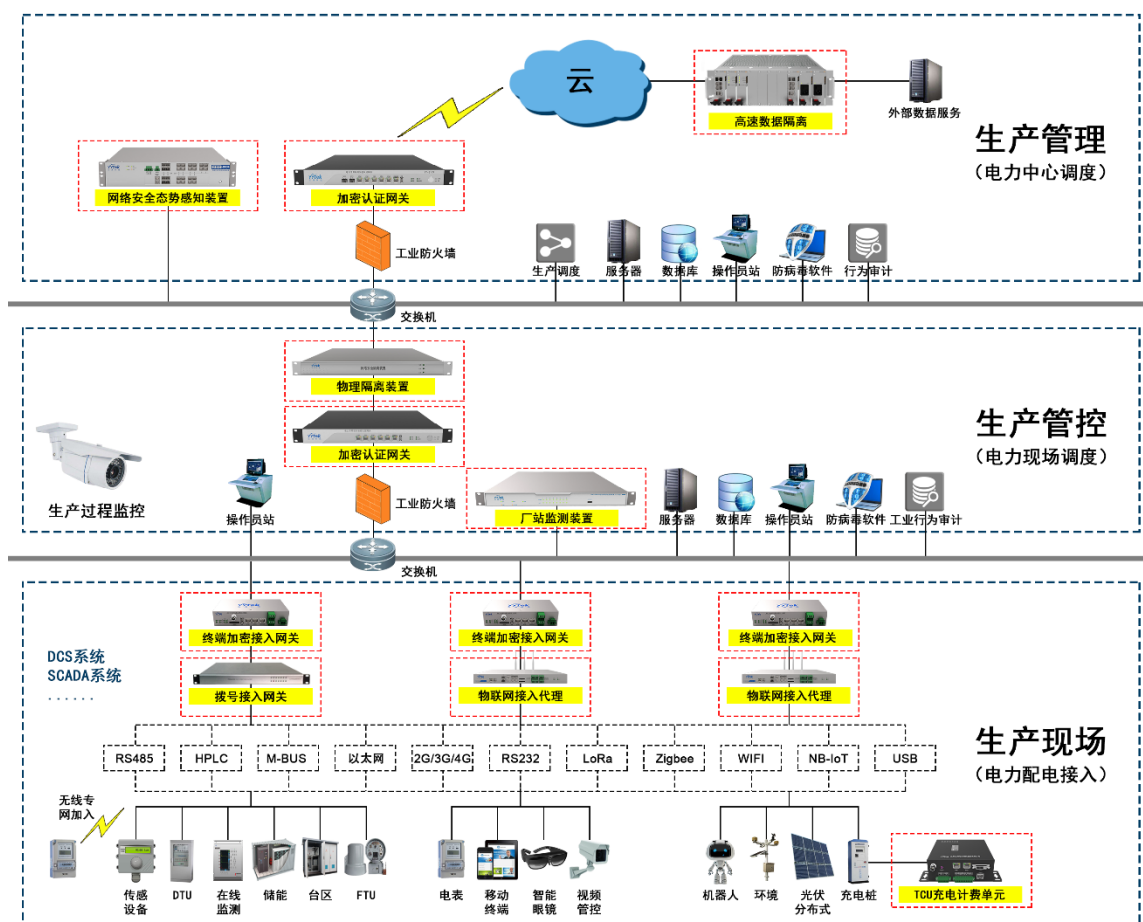 云
高速数据隔离
外部数据服务
生产管理
（电力中心调度）
网络安全态势感知装置
加密认证网关
工业防火墙
生产调度
服务器
数据库
操作员站
防病毒软件
行为审计
交换机
物理隔离装置
加密认证网关
生产管控
（电力现场调度）
生产过程监控
操作员站
工业防火墙
厂站监测装置
服务器
数据库
操作员站
防病毒软件
工业行为审计
交换机
终端加密接入网关
终端加密接入网关
终端加密接入网关
DCS系统
SCADA系统
......
拨号接入网关
物联网接入代理
物联网接入代理
生产现场
（电力配电接入）
RS485
HPLC
M-BUS
以太网
2G/3G/4G
RS232
LoRa
Zigbee
WIFI
NB-IoT
USB
无线专
网加入
传感
设备
DTU
在线
监测
储能
台区
FTU
电表
移动
终端
智能
眼镜
视频
管控
机器人
环境
光伏
分布式
充电桩
TCU充电计费单元